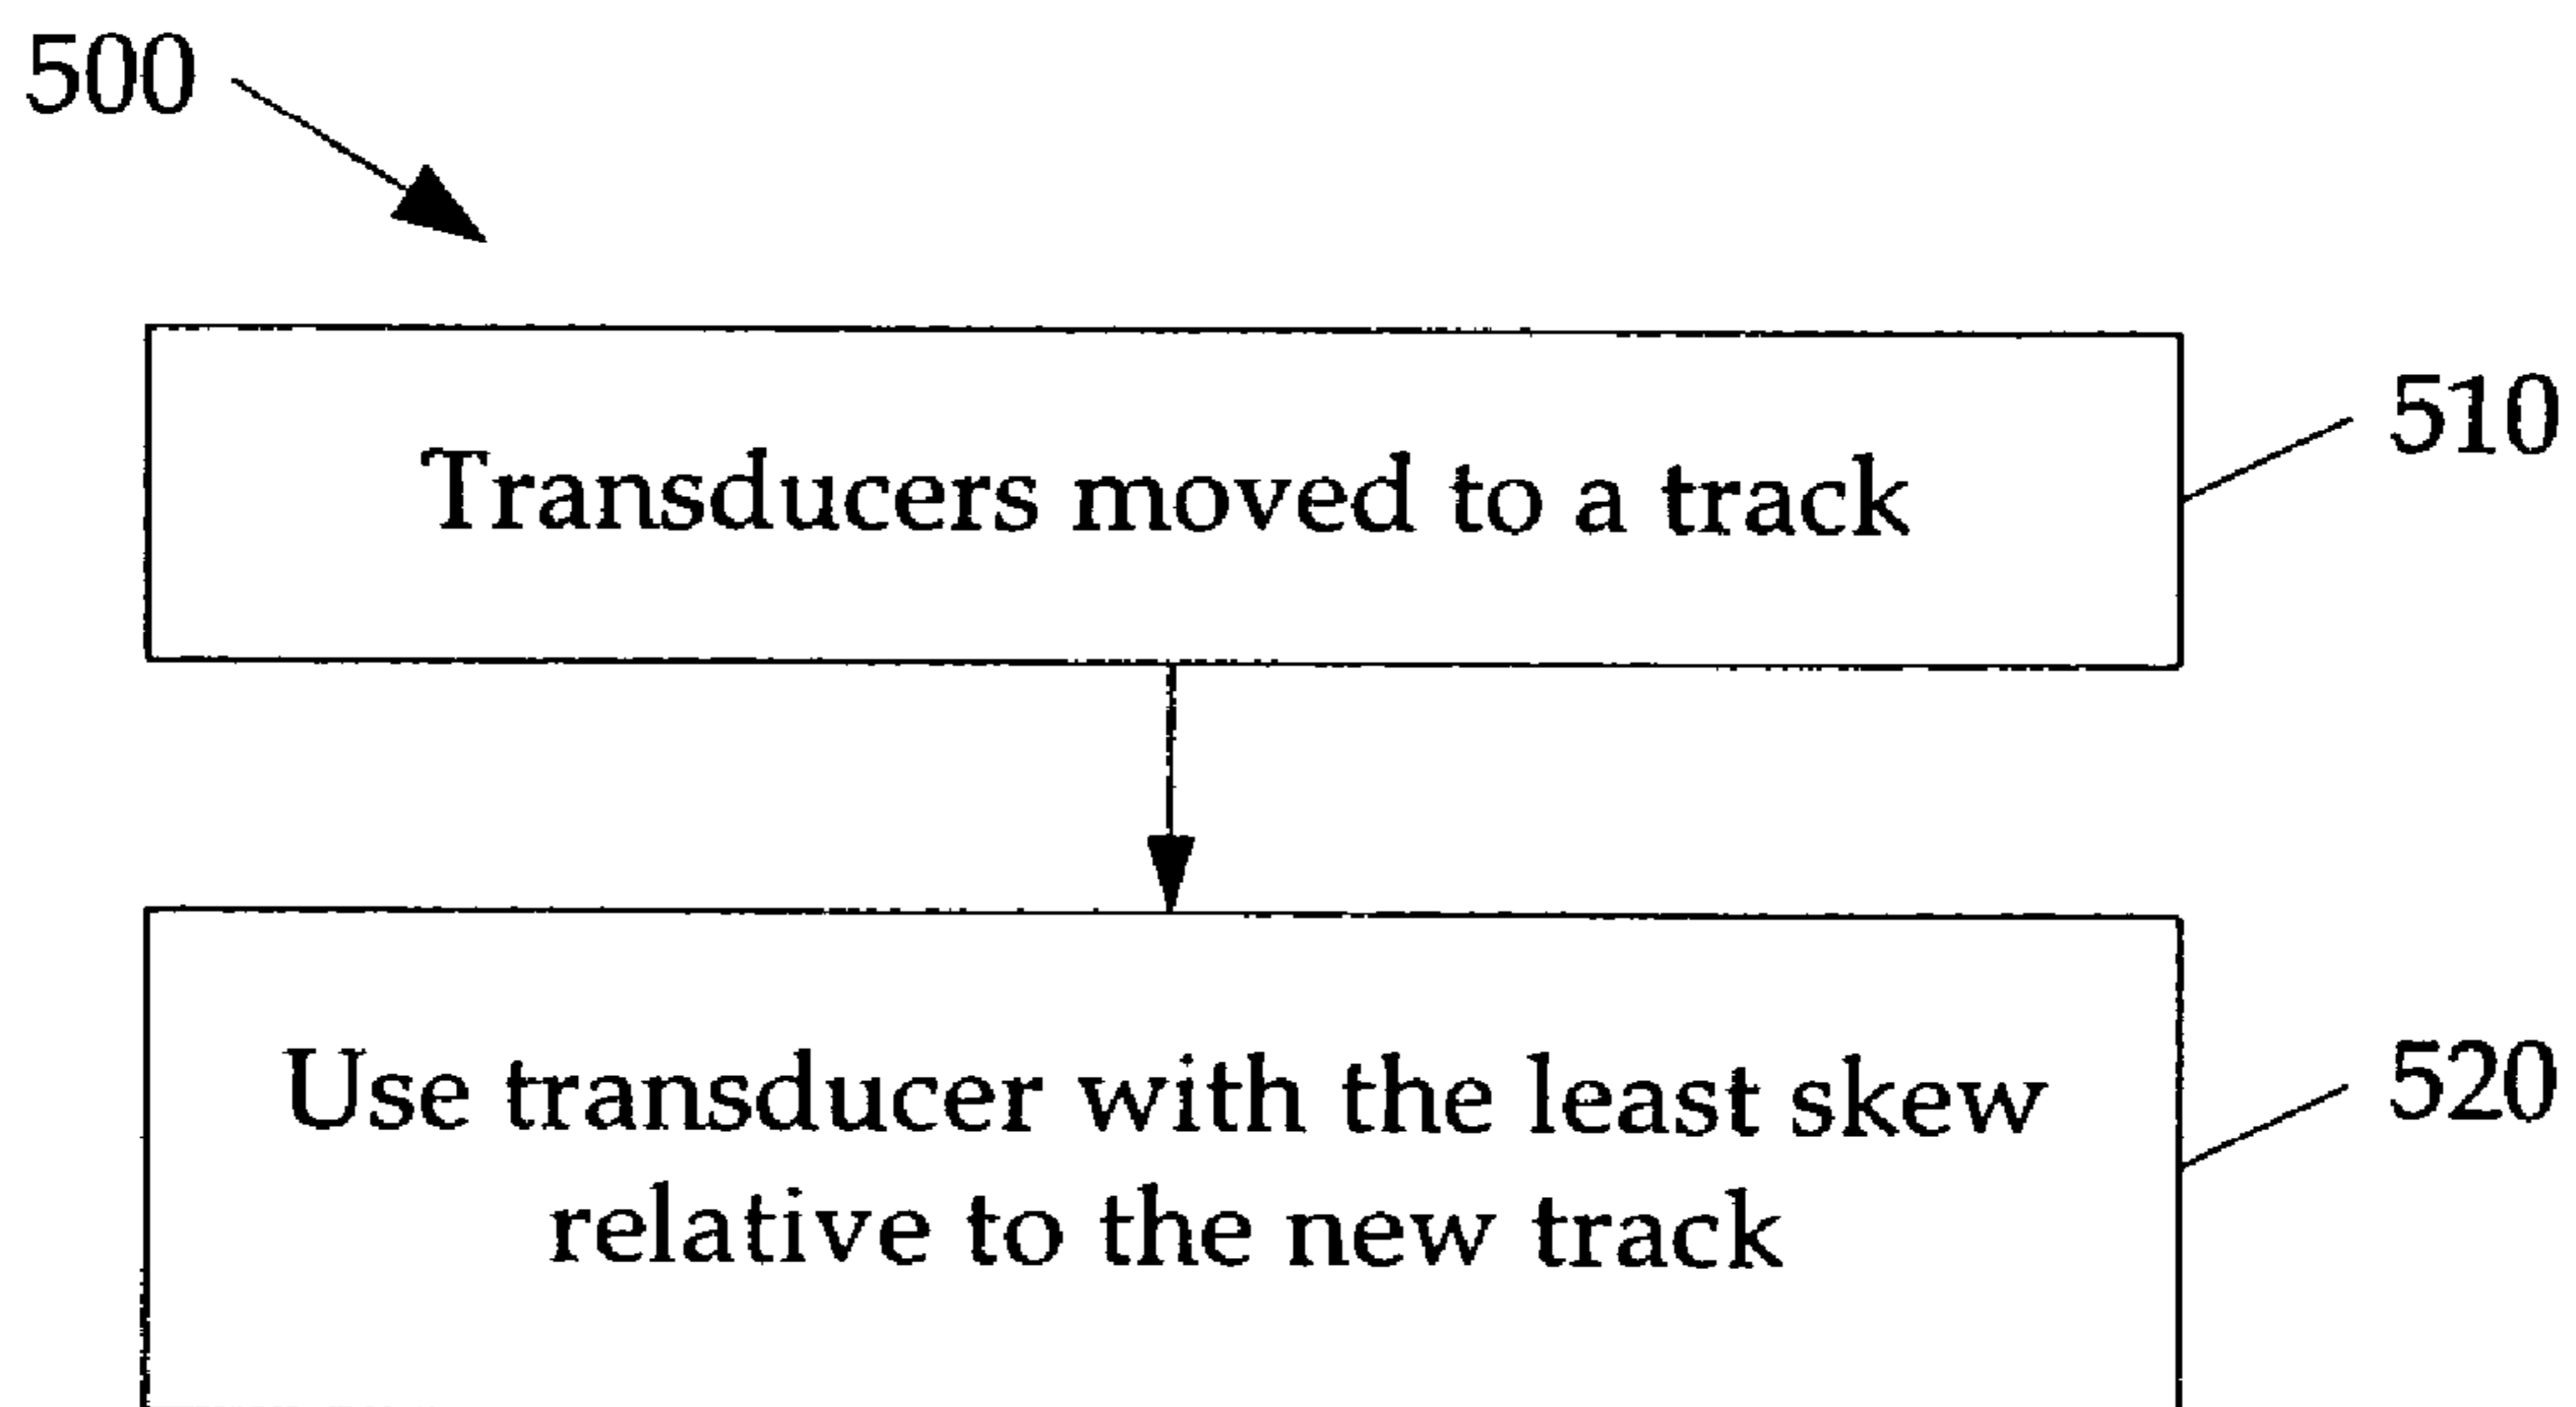 500
Transducers moved to a track
510
Use transducer with the least skew
relative to the new track
520